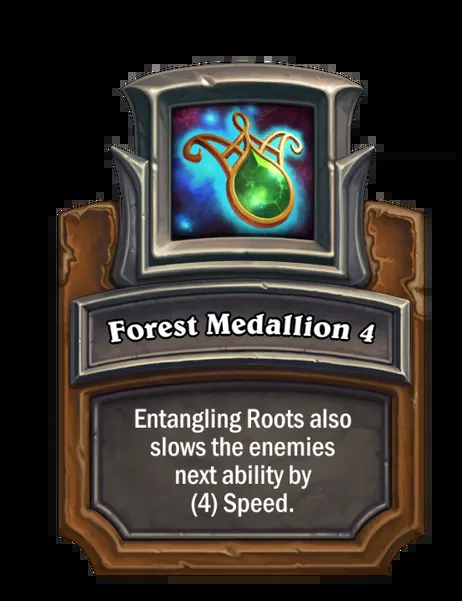 Forest Medallion 4
Entangling Roots also
slows the enemies
next ability by
(4) Speed.